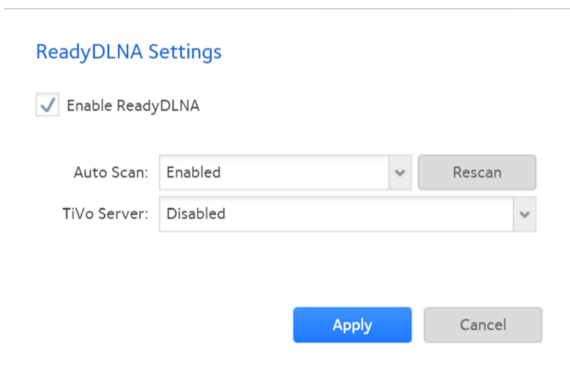 ReadyDLNA Settings
Enable ReadyDLNA
Auto Scan: Enabled Rescan
TiVo Server: Disabled
Apply Cancel